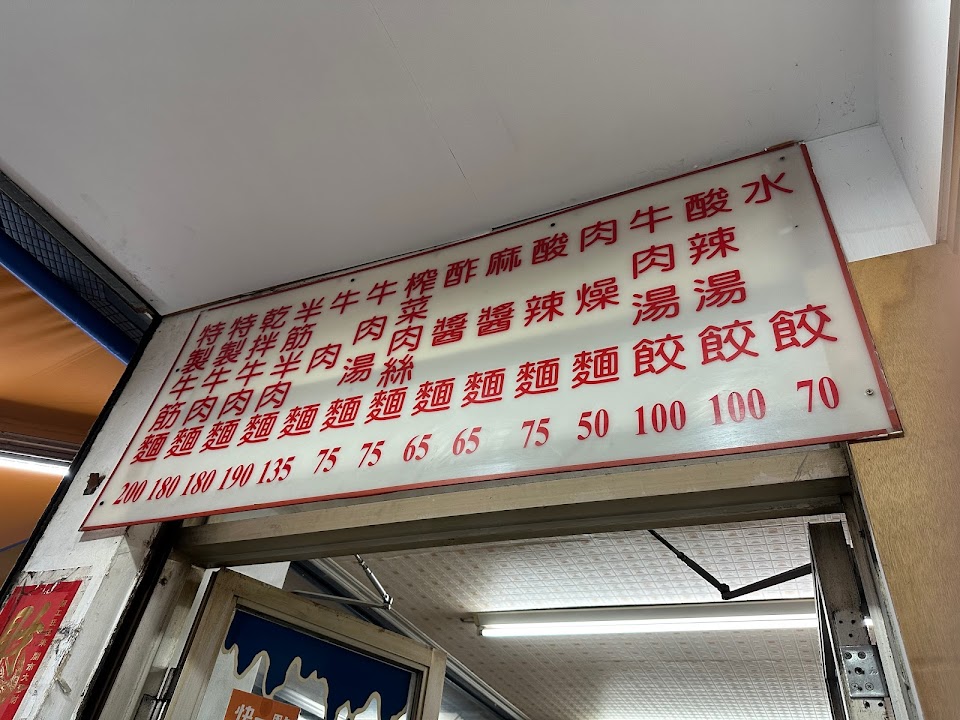 特製牛筋麵 200
特製牛肉麵 180
乾拌牛肉麵 180
半筋半肉麵 190
牛肉麵 135
牛肉湯麵 75
榨菜肉絲麵 75
酢醬麵 65
麻醬麵 65
酸辣麵 75
肉燥麵 50
牛肉湯餃 100
酸辣湯餃 100
水餃 70